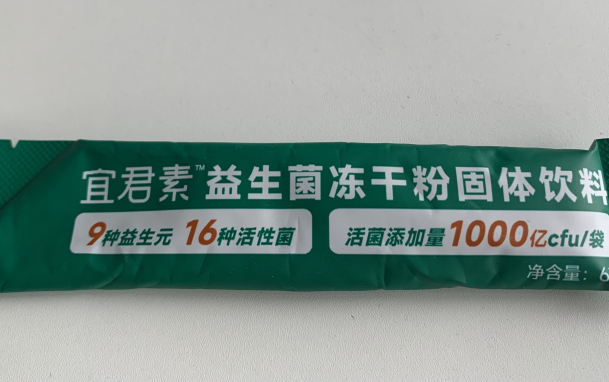 宜君素™益生菌冻干粉固体饮料
9种益生元 16种活性菌 活菌添加量1000亿cfu/袋
净含量：6